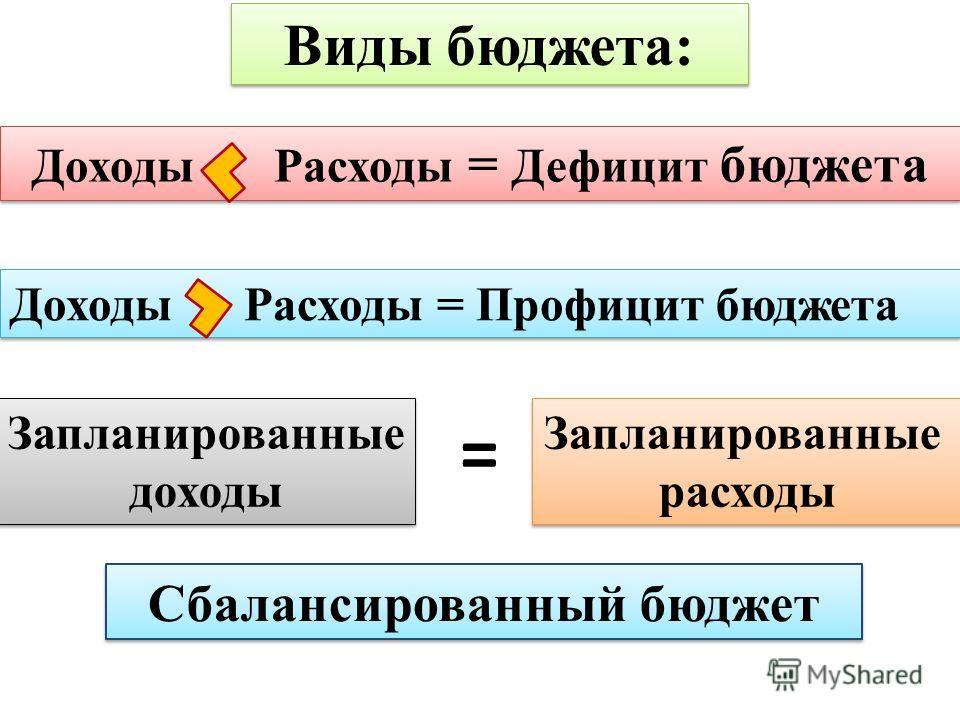 Виды бюджета:
Доходы < Расходы = Дефицит бюджета
Доходы > Расходы = Профицит бюджета
Запланированные
доходы
=
Запланированные
расходы
Сбалансированный бюджет
MyShared